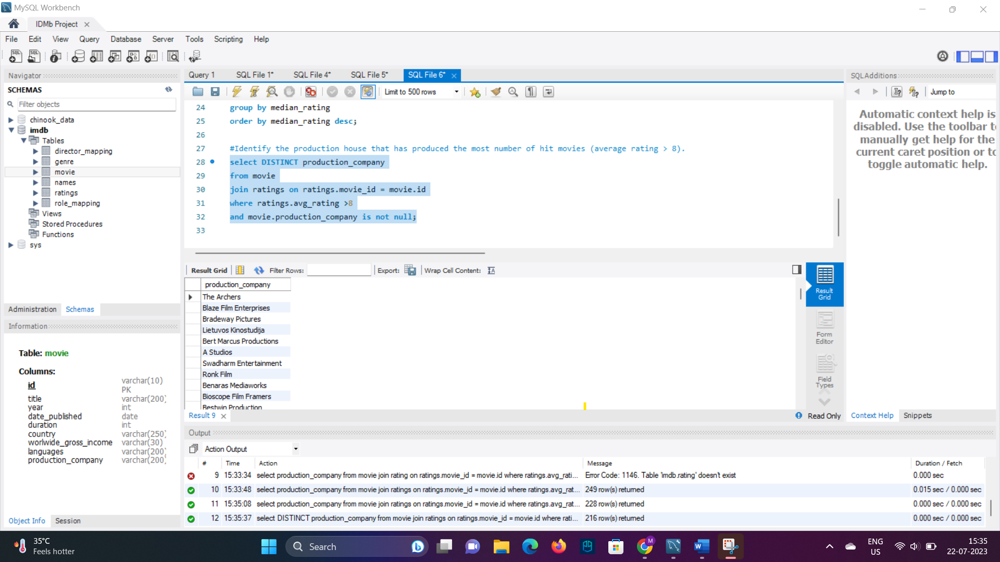 MySQL Workbench
IDMb Project
File Edit View Query Database Server Tools Scripting Help
Navigator
SCHEMAS
Filter objects
chinook_data
imdb
Tables
director_mapping
genre
movie
names
ratings
role_mapping
Views
Stored Procedures
Functions
sys
Administration Schemas
Information
Table: movie
Columns:
id varchar(10) PK
title varchar(200)
year int
date_published date
duration int
country varchar(250)
worlwide_gross_income varchar(30)
languages varchar(200)
production_company varchar(200)
Object Info Session
Query 1 SQL File 1* SQL File 4* SQL File 5* SQL File 6*
Limit to 500 rows
24 group by median_rating
25 order by median_rating desc;
26
27 #Identify the production house that has produced the most number of hit movies (average rating > 8).
28 select DISTINCT production_company
29 from movie
30 join ratings on ratings.movie_id = movie.id
31 where ratings.avg_rating >8
32 and movie.production_company is not null;
33
Result Grid Filter Rows: Export: Wrap Cell Content:
production_company
The Archers
Blaze Film Enterprises
Bradeway Pictures
Lietuvos Kinostudija
Bert Marcus Productions
A Studios
Swadharm Entertainment
Ronk Film
Benaras Mediaworks
Bioscope Film Framers
Bestwin Production
Result Grid
Form Editor
Field Types
Result 9
Read Only
SQLAdditions
Jump to
Automatic context help is
disabled. Use the toolbar t
manually get help for the
current caret position or to
toggle automatic help.
Context Help Snippets
Output
Action Output
# Time Action Message Duration / Fetch
9 15:33:34 select production_company from movie join rating on ratings.movie_id = movie.id where ratings.avg_rati... Error Code: 1146. Table 'imdb.rating' doesn't exist 0.000 sec
10 15:33:48 select production_company from movie join ratings on ratings.movie_id = movie.id where ratings.avg_rat... 249 row(s) returned 0.015 sec / 0.000 sec
11 15:35:08 select production_company from movie join ratings on ratings.movie_id = movie.id where ratings.avg_rat... 228 row(s) returned 0.000 sec / 0.000 sec
12 15:35:37 select DISTINCT production_company from movie join ratings on ratings.movie_id = movie.id where rati... 216 row(s) returned 0.000 sec / 0.000 sec
35°C
Feels hotter
Search
ENG
US
15:35
22-07-2023